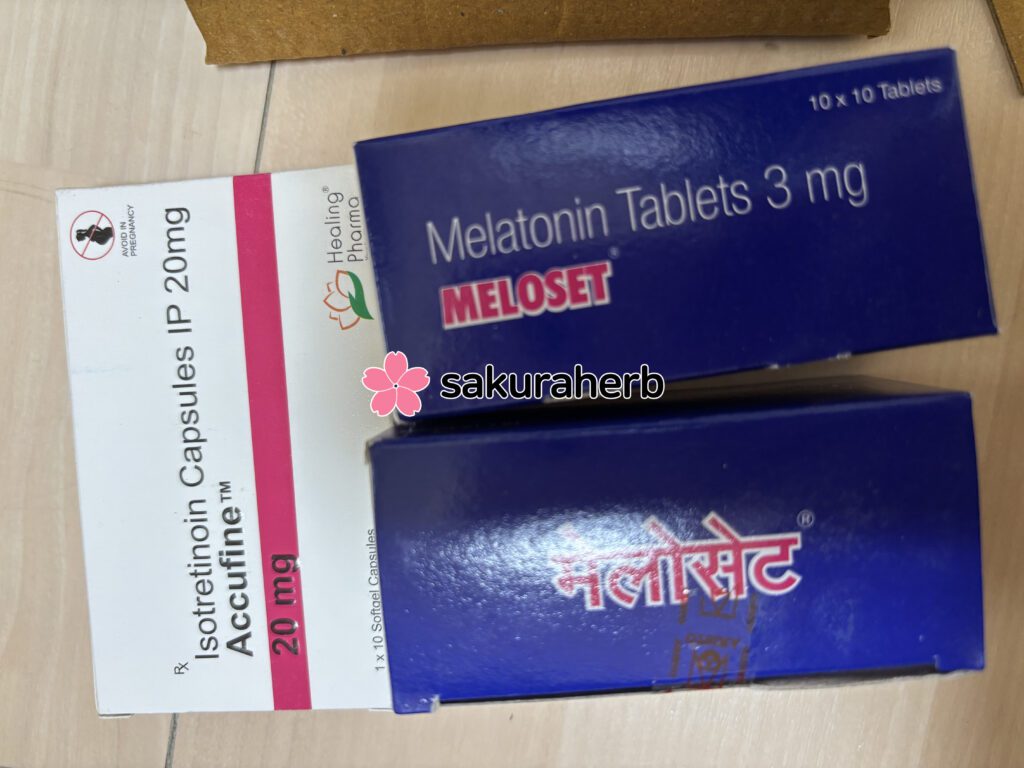 10 x 10 Tablets
Melatonin Tablets 3 mg
MELOSET®
sakuraherb
मेलोसेट®
AVOID IN
PREGNANCY
Rx
Isotretinoin Capsules IP 20mg
Accufine™
20 mg
1 x 10 Softgel Capsules
Healing®
Pharma